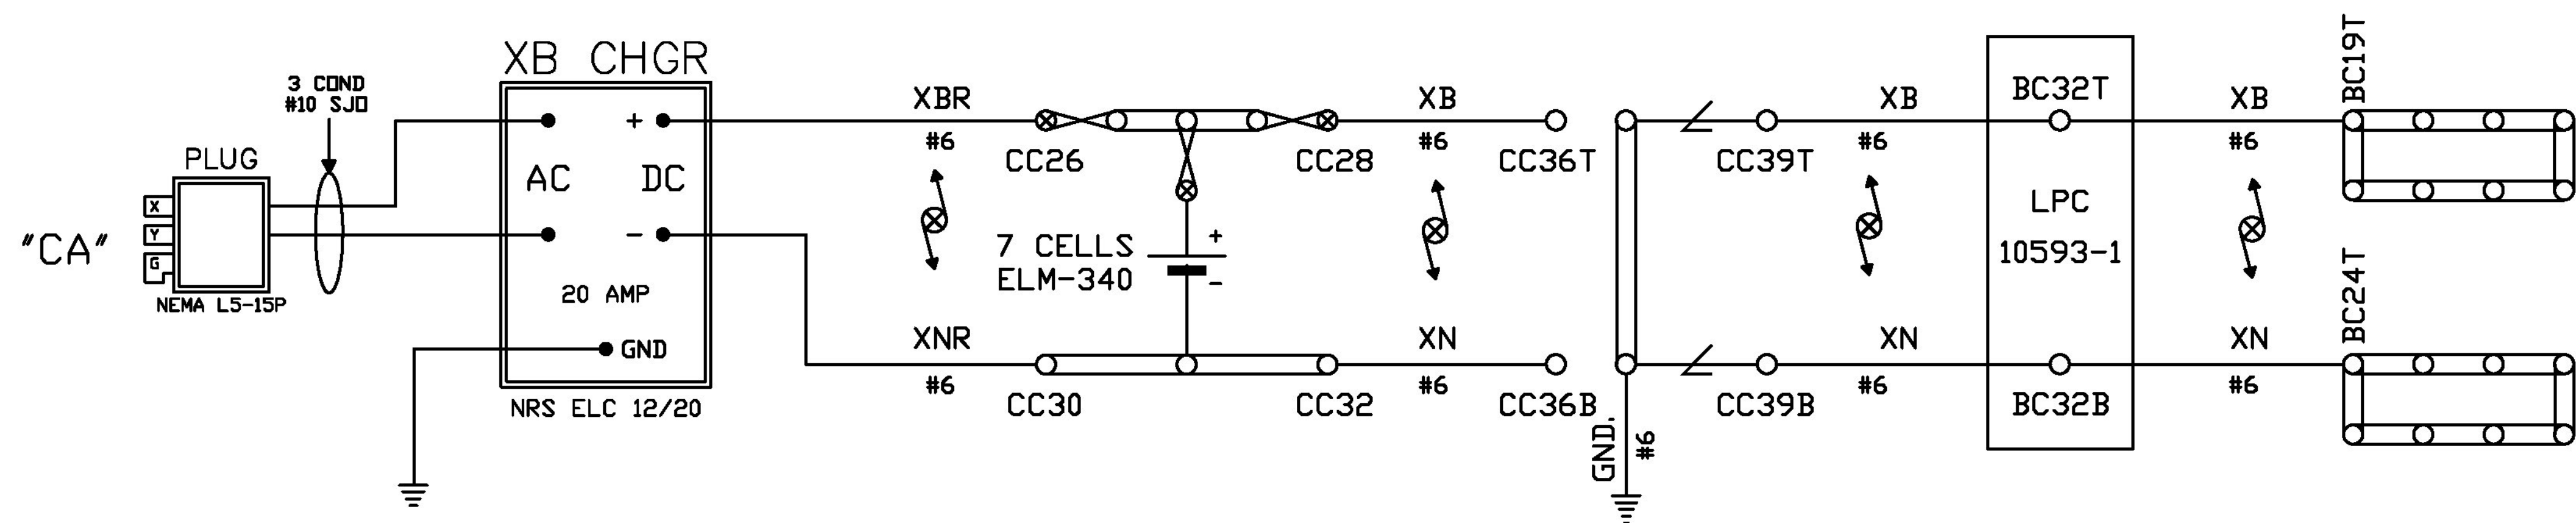 "CA"
PLUG
X
Y
G
NEMA L5-15P
3 COND
#10 SJO
XB CHGR
+
AC DC
-
20 AMP
GND
NRS ELC 12/20
XBR
#6
XNR
#6
CC26
CC28
7 CELLS
ELM-340
+
-
CC30
CC32
XB
#6
XN
#6
CC36T
CC36B
GND.
#6
CC39T
CC39B
XB
#6
XN
#6
BC32T
LPC
10593-1
BC32B
XB
#6
XN
#6
BC19T
BC24T